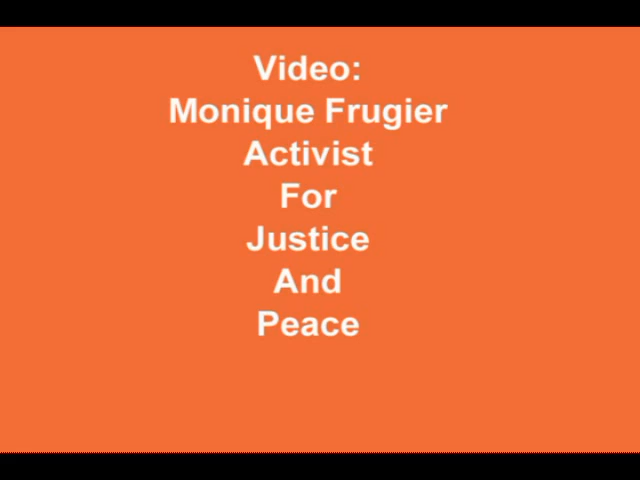 Video:
Monique Frugier
Activist
For
Justice
And
Peace